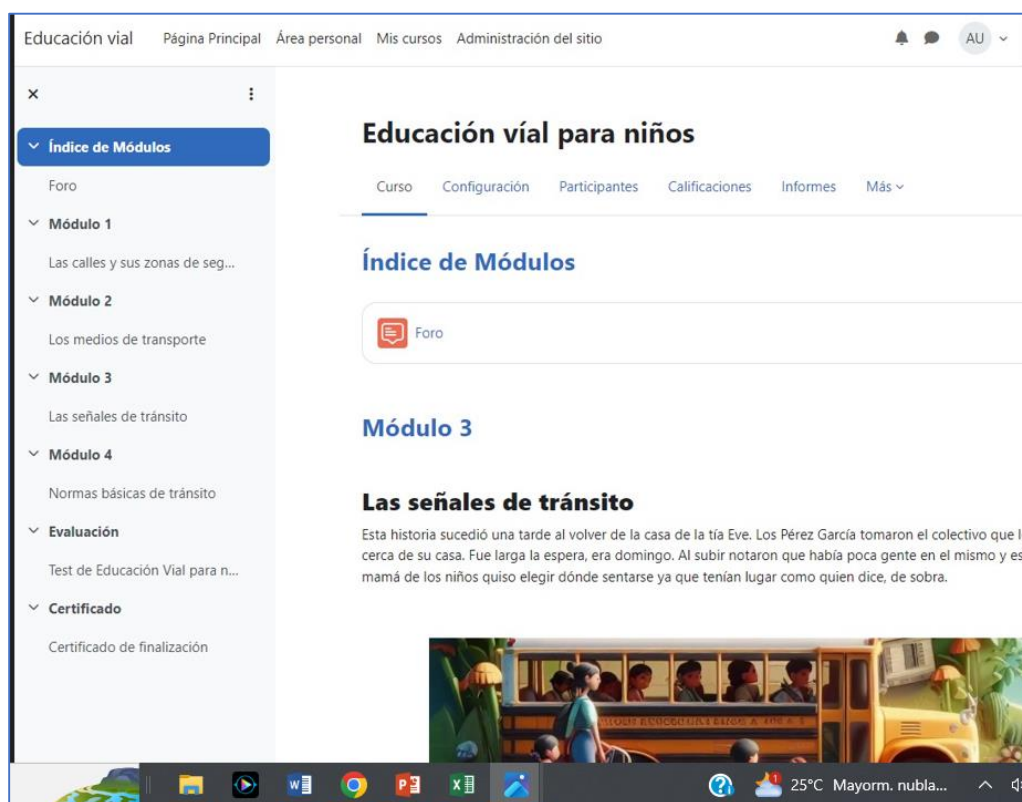 Educación vial Página Principal Área personal Mis cursos Administración del sitio AU
Índice de Módulos
Foro
Módulo 1
Las calles y sus zonas de seg...
Módulo 2
Los medios de transporte
Módulo 3
Las señales de tránsito
Módulo 4
Normas básicas de tránsito
Evaluación
Test de Educación Vial para n...
Certificado
Certificado de finalización
Educación víal para niños
Curso Configuración Participantes Calificaciones Informes Más
Índice de Módulos
Foro
Módulo 3
Las señales de tránsito
Esta historia sucedió una tarde al volver de la casa de la tía Eve. Los Pérez García tomaron el colectivo que
cerca de su casa. Fue larga la espera, era domingo. Al subir notaron que había poca gente en el mismo y
mamá de los niños quiso elegir dónde sentarse ya que tenían lugar como quien dice, de sobra.
1
25°C Mayorm. nubla...